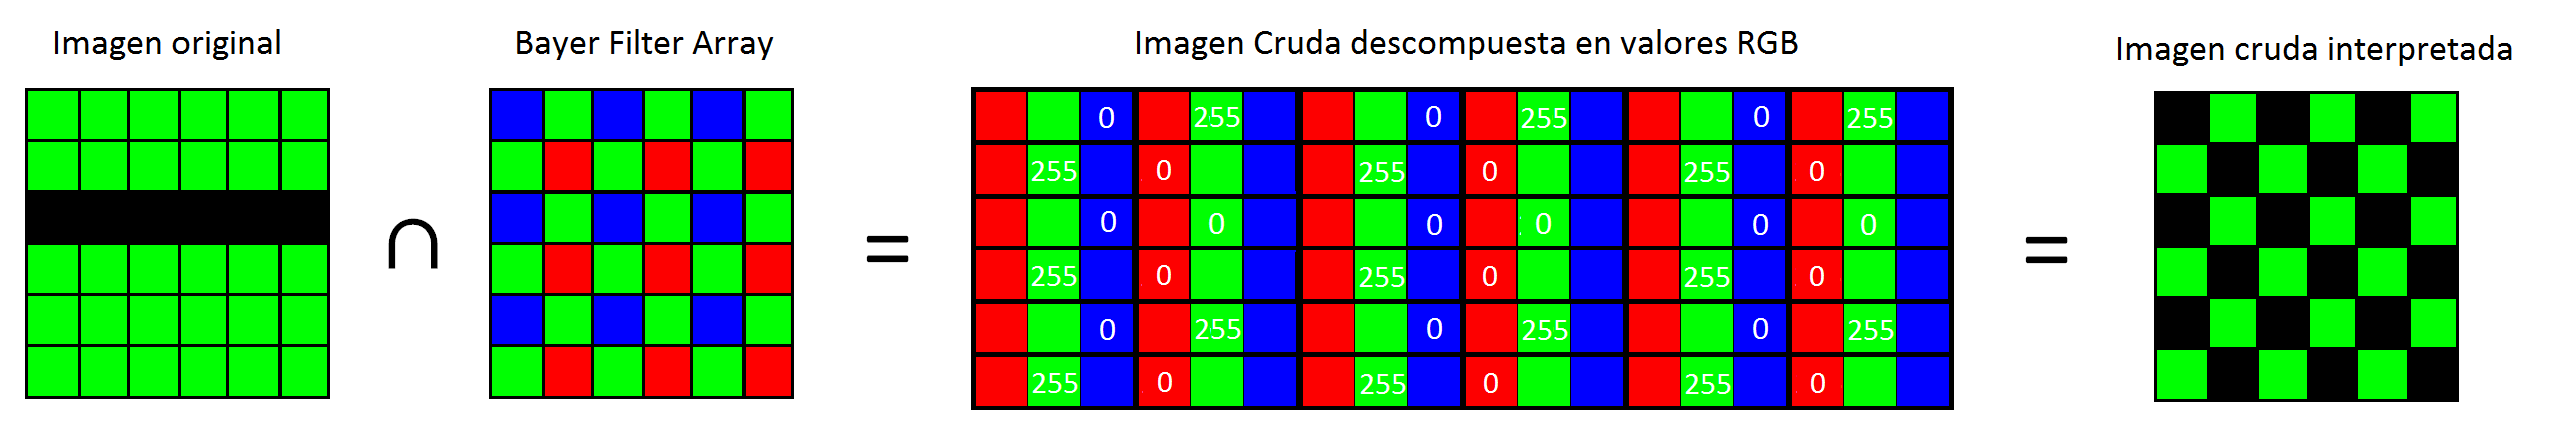 Imagen original
Bayer Filter Array
Imagen Cruda descompuesta en valores RGB
Imagen cruda interpretada
∩
=
=
0 255 0 255 0 255
255 0 255 0 255 0
0 0 0 0 0 0
255 0 255 0 255 0
0 255 0 255 0 255
255 0 255 0 255 0